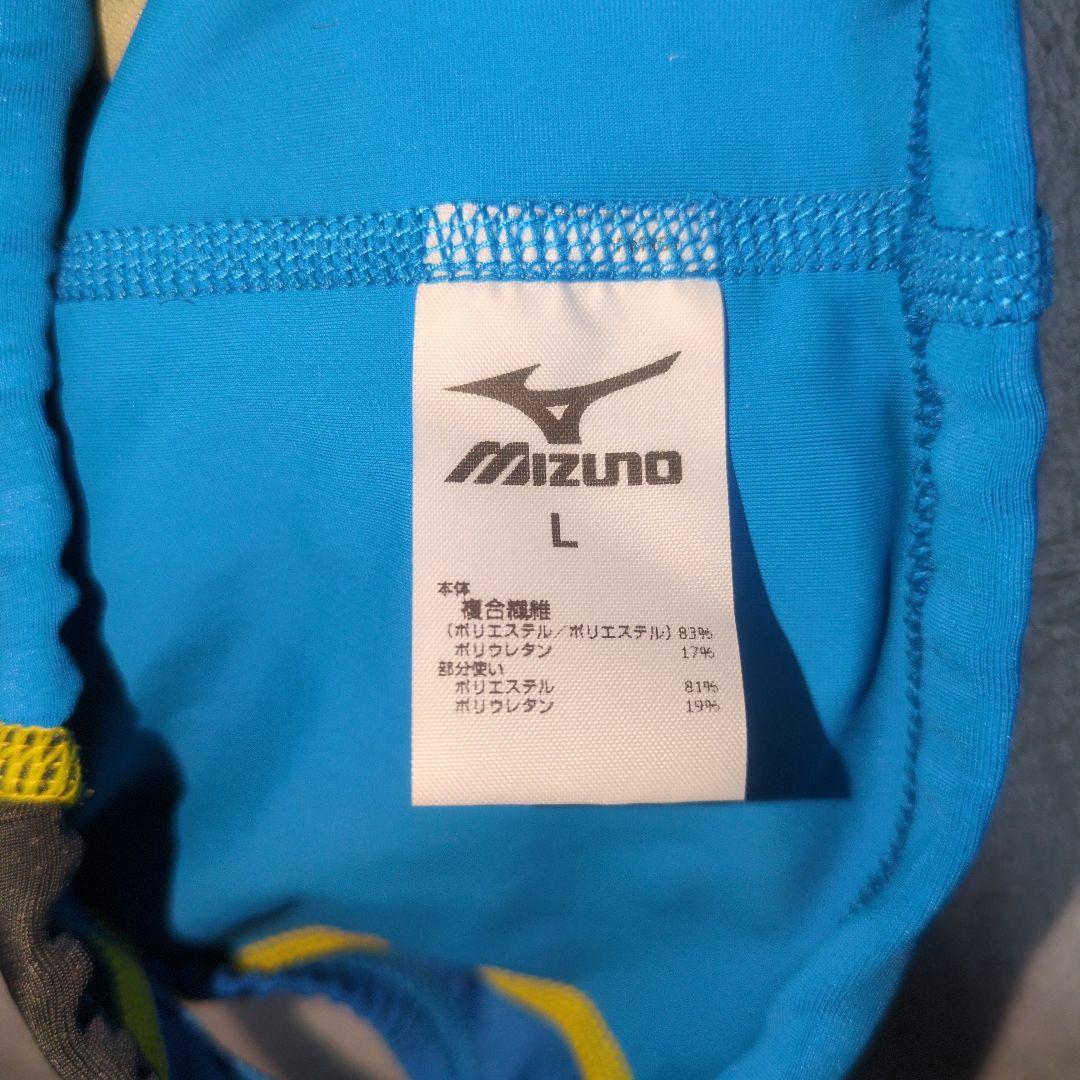 MIZUNO
L
本体
複合繊維
(ポリエステル/ポリエステル) 83%
ポリウレタン 17%
部分使い
ポリエステル 81%
ポリウレタン 19%